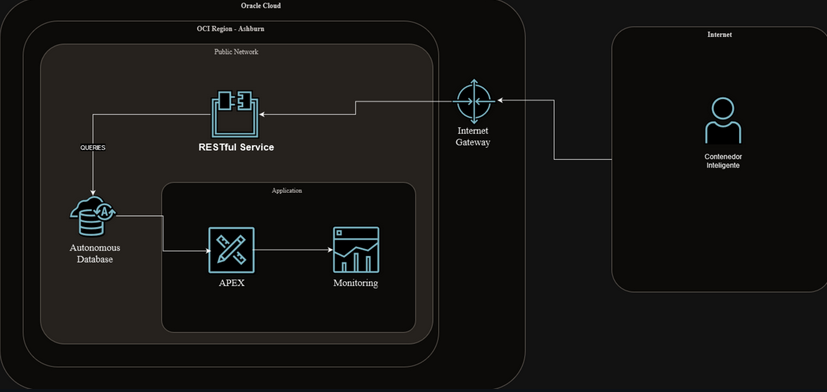 Oracle Cloud
OCI Region - Ashburn
Public Network
Internet
RESTful Service
Internet
Gateway
Contenedor
Inteligente
QUERIES
Application
Autonomous
Database
APEX
Monitoring
A